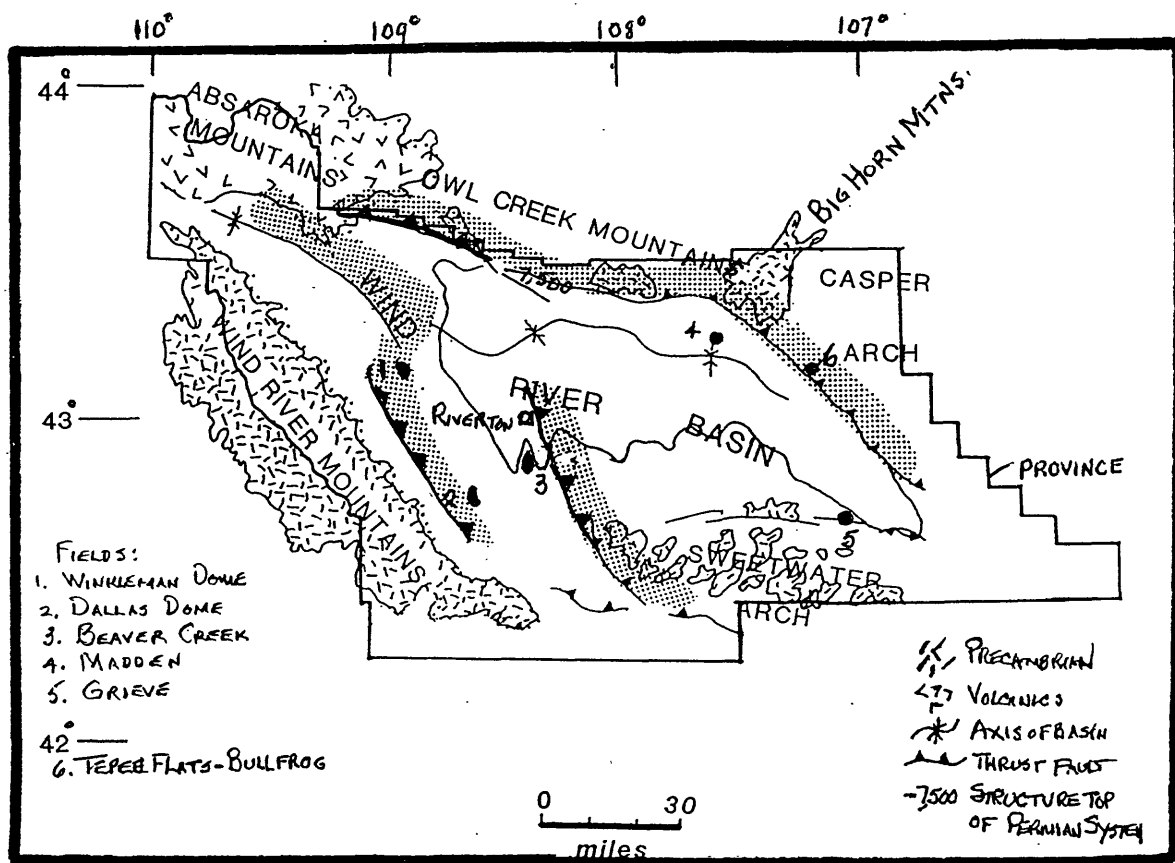 110° 109° 108° 107°
44°
ABSAROKA
MOUNTAINS
OWL CREEK MOUNTAINS
BIG HORN MTNS.
CASPER
ARCH
-7,500
WIND
RIVER
BASIN
4
6
1
43°
RIVERTON
3
2
5
PROVINCE
WIND RIVER MOUNTAINS
SWEETWATER
ARCH
FIELDS:
1. WINKLEMAN DOME
2. DALLAS DOME
3. BEAVER CREEK
4. MADDEN
5. GRIEVE
42°
6. TEPEE FLATS-BULLFROG
PRECAMBRIAN
VOLCANICS
AXIS OF BASIN
THRUST FAULT
-7,500 STRUCTURE TOP
OF PERMIAN SYSTEM
0 30
miles